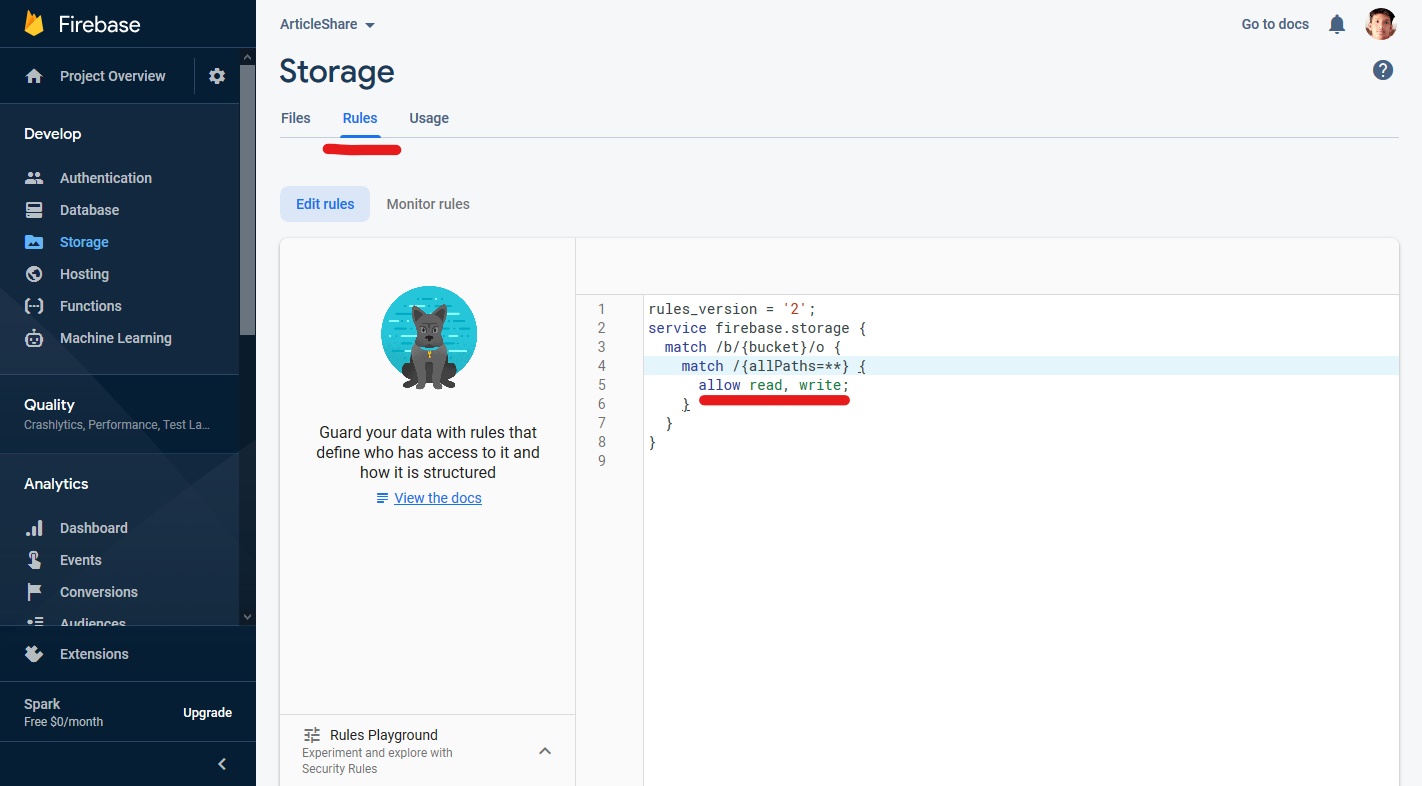 Firebase
Project Overview
Develop
Authentication
Database
Storage
Hosting
Functions
Machine Learning
Quality
Crashlytics, Performance, Test La...
Analytics
Dashboard
Events
Conversions
Audiences
Extensions
Spark
Free $0/month
Upgrade
ArticleShare
Go to docs
Storage
Files Rules Usage
Edit rules Monitor rules
Guard your data with rules that
define who has access to it and
how it is structured
View the docs
Rules Playground
Experiment and explore with
Security Rules
1 rules_version = '2';
2 service firebase.storage {
3 match /b/{bucket}/o {
4 match /{allPaths=**} {
5 allow read, write;
6 }
7 }
8 }
9